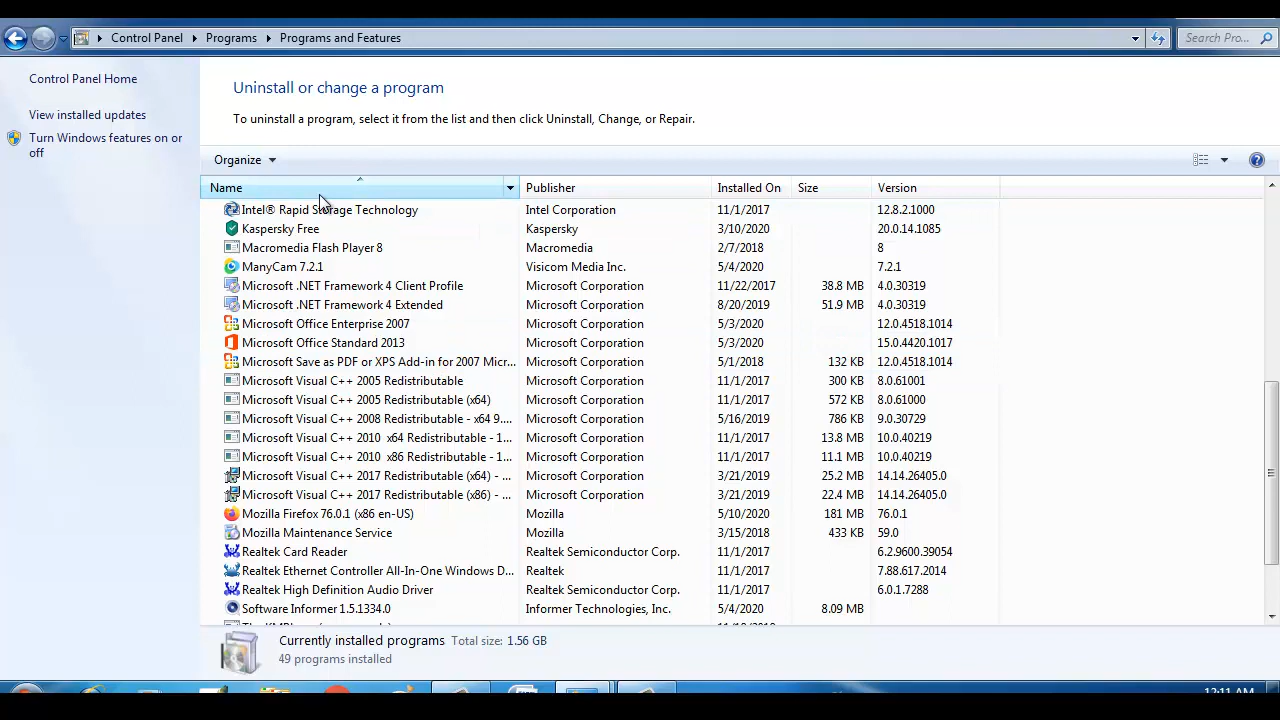 Control Panel Programs Programs and Features Search Pro...
Control Panel Home
View installed updates
Turn Windows features on or
off
Uninstall or change a program
To uninstall a program, select it from the list and then click Uninstall, Change, or Repair.
Organize
Name Publisher Installed On Size Version
Intel® Rapid Storage Technology Intel Corporation 11/1/2017 12.8.2.1000
Kaspersky Free Kaspersky 3/10/2020 20.0.14.1085
Macromedia Flash Player 8 Macromedia 2/7/2018 8
ManyCam 7.2.1 Visicom Media Inc. 5/4/2020 7.2.1
Microsoft .NET Framework 4 Client Profile Microsoft Corporation 11/22/2017 38.8 MB 4.0.30319
Microsoft .NET Framework 4 Extended Microsoft Corporation 8/20/2019 51.9 MB 4.0.30319
Microsoft Office Enterprise 2007 Microsoft Corporation 5/3/2020 12.0.4518.1014
Microsoft Office Standard 2013 Microsoft Corporation 5/3/2020 15.0.4420.1017
Microsoft Save as PDF or XPS Add-in for 2007 Micr... Microsoft Corporation 5/1/2018 132 KB 12.0.4518.1014
Microsoft Visual C++ 2005 Redistributable Microsoft Corporation 11/1/2017 300 KB 8.0.61001
Microsoft Visual C++ 2005 Redistributable (x64) Microsoft Corporation 11/1/2017 572 KB 8.0.61000
Microsoft Visual C++ 2008 Redistributable - x64 9.... Microsoft Corporation 5/16/2019 786 KB 9.0.30729
Microsoft Visual C++ 2010 x64 Redistributable - 1... Microsoft Corporation 11/1/2017 13.8 MB 10.0.40219
Microsoft Visual C++ 2010 x86 Redistributable - 1... Microsoft Corporation 11/1/2017 11.1 MB 10.0.40219
Microsoft Visual C++ 2017 Redistributable (x64) - ... Microsoft Corporation 3/21/2019 25.2 MB 14.14.26405.0
Microsoft Visual C++ 2017 Redistributable (x86) - ... Microsoft Corporation 3/21/2019 22.4 MB 14.14.26405.0
Mozilla Firefox 76.0.1 (x86 en-US) Mozilla 5/10/2020 181 MB 76.0.1
Mozilla Maintenance Service Mozilla 3/15/2018 433 KB 59.0
Realtek Card Reader Realtek Semiconductor Corp. 11/1/2017 6.2.9600.39054
Realtek Ethernet Controller All-In-One Windows D... Realtek 11/1/2017 7.88.617.2014
Realtek High Definition Audio Driver Realtek Semiconductor Corp. 11/1/2017 6.0.1.7288
Software Informer 1.5.1334.0 Informer Technologies, Inc. 5/4/2020 8.09 MB
Currently installed programs Total size: 1.56 GB
49 programs installed
12:11 AM